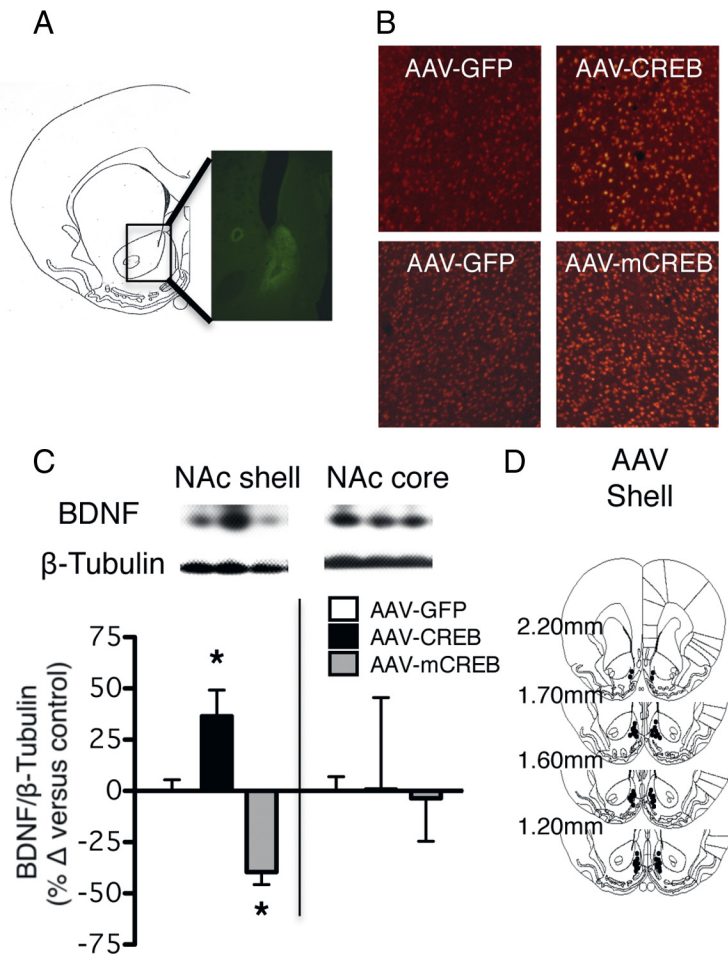 A
B
AAV-GFP
AAV-CREB
AAV-GFP
AAV-mCREB
C
NAc shell
NAc core
BDNF
β-Tubulin
AAV-GFP
AAV-CREB
AAV-mCREB
BDNF/β-Tubulin
(% Δ versus control)
75
50
25
0
-25
-50
-75
*
*
D
AAV
Shell
2.20mm
1.70mm
1.60mm
1.20mm